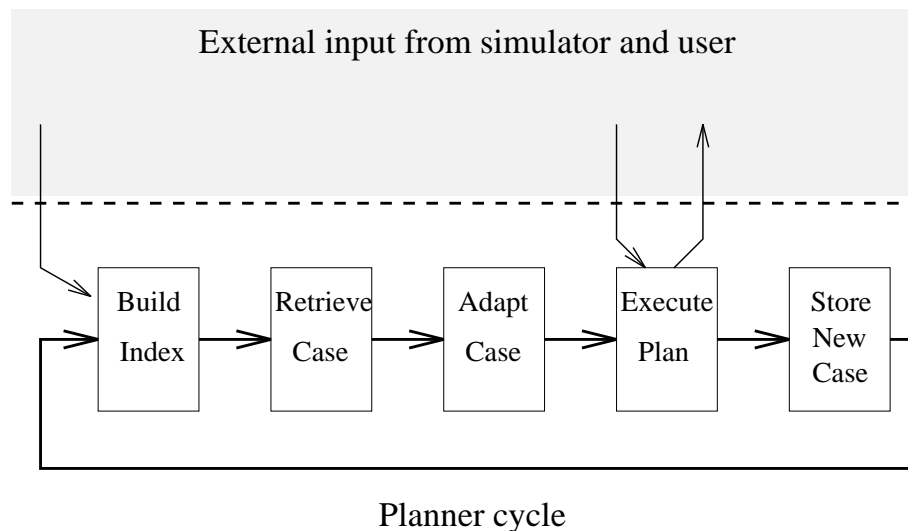 External input from simulator and user
Build
Index
Retrieve
Case
Adapt
Case
Execute
Plan
Store
New
Case
Planner cycle